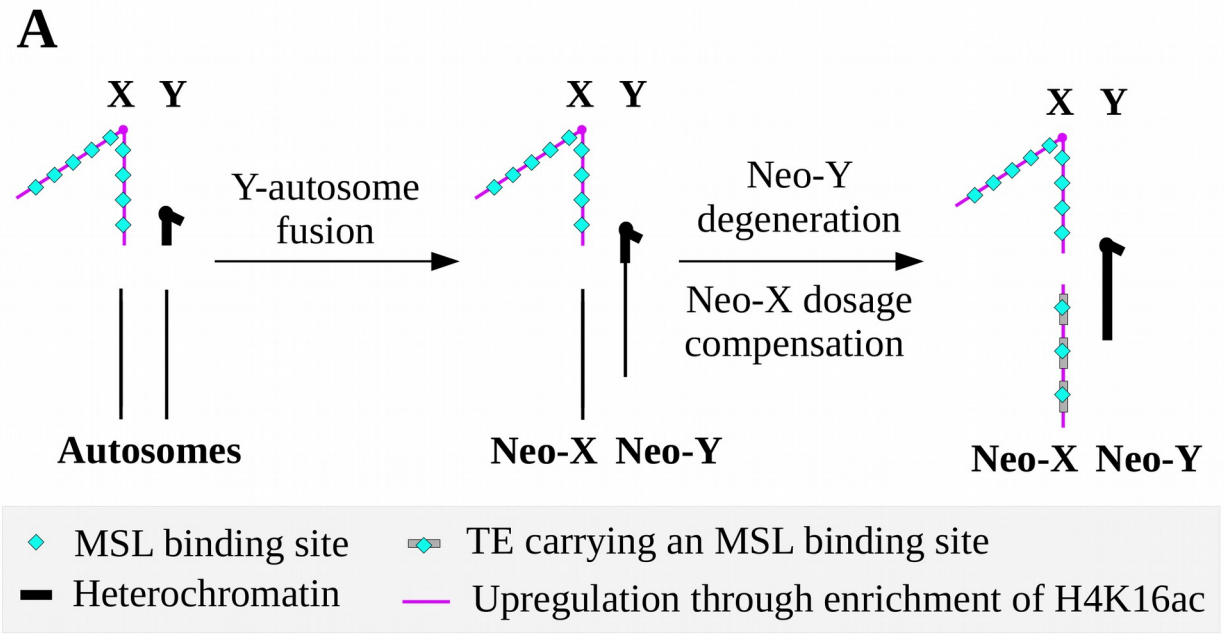 A
X Y
X Y
X Y
Y-autosome
fusion
Neo-Y
degeneration
Neo-X dosage
compensation
Autosomes
Neo-X Neo-Y
Neo-X Neo-Y
MSL binding site
TE carrying an MSL binding site
Heterochromatin
Upregulation through enrichment of H4K16ac